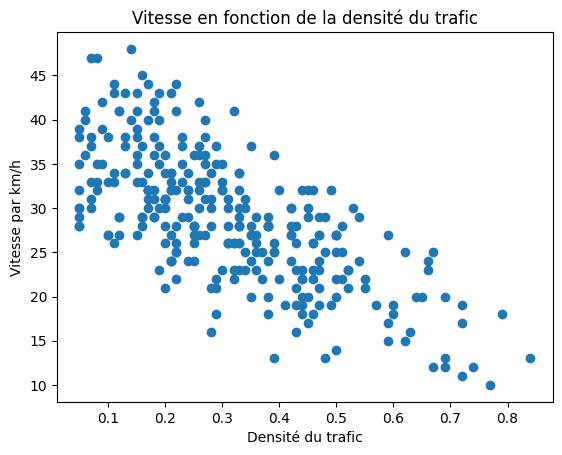 Vitesse en fonction de la densité du trafic
45
40
35
30
25
20
15
10
Vitesse par km/h
0.1 0.2 0.3 0.4 0.5 0.6 0.7 0.8
Densité du trafic